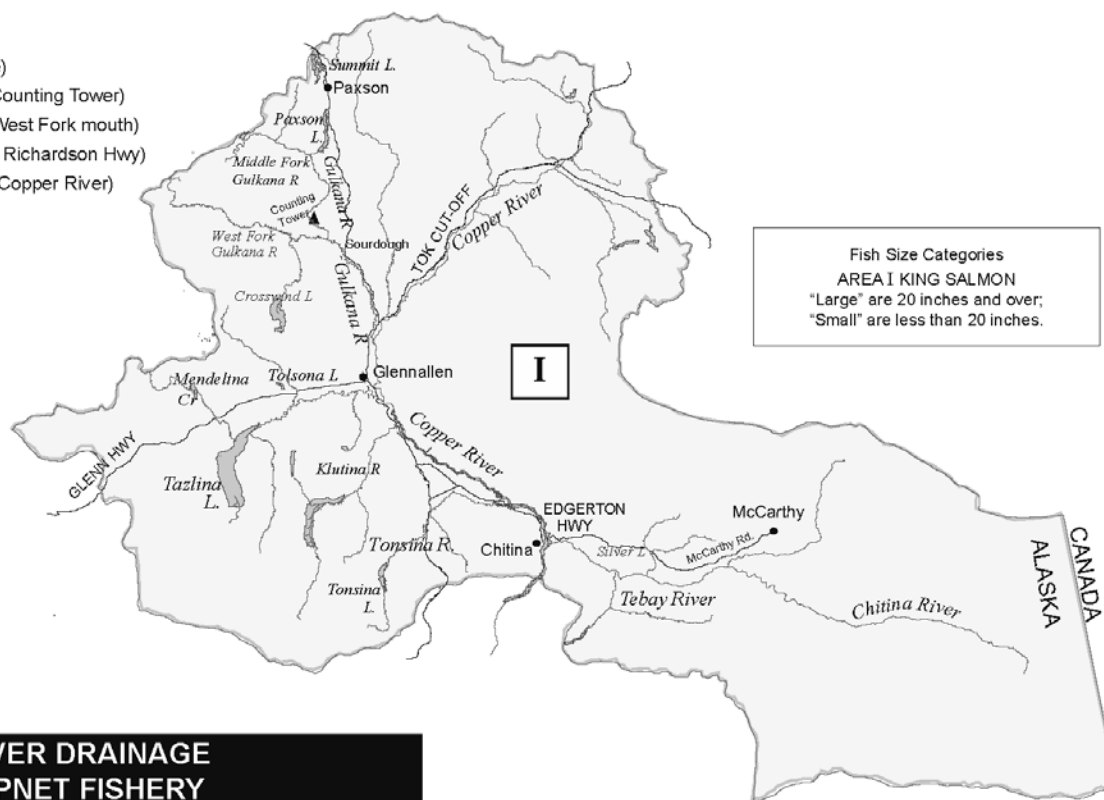 )
Counting Tower)
West Fork mouth)
Richardson Hwy)
Copper River)
Summit L.
Paxson
Paxson
L.
Middle Fork
Gulkana R
Gulkana R
Counting
Tower
West Fork
Gulkana R
Sourdough
TOK CUT-OFF
Copper River
Gulkana R
Crosswind L
Fish Size Categories
AREA I KING SALMON
“Large” are 20 inches and over;
“Small” are less than 20 inches.
I
Mendeltna
Cr
Tolsona L
Glennallen
GLENN HWY
Copper River
Tazlina
L.
Klutina R
EDGERTON
HWY
McCarthy
Tonsina R.
Chitina
Silver L
McCarthy Rd.
Tonsina
L.
Tebay River
Chitina River
ALASKA
CANADA
VER DRAINAGE
PNET FISHERY